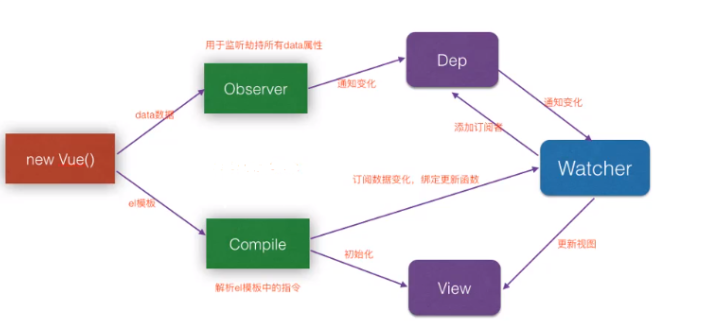 用于监听劫持所有data属性
Observer
Dep
通知变化
通知变化
data数据
添加订阅者
new Vue()
Watcher
订阅数据变化，绑定更新函数
el模板
Compile
初始化
更新视图
解析el模板中的指令
View